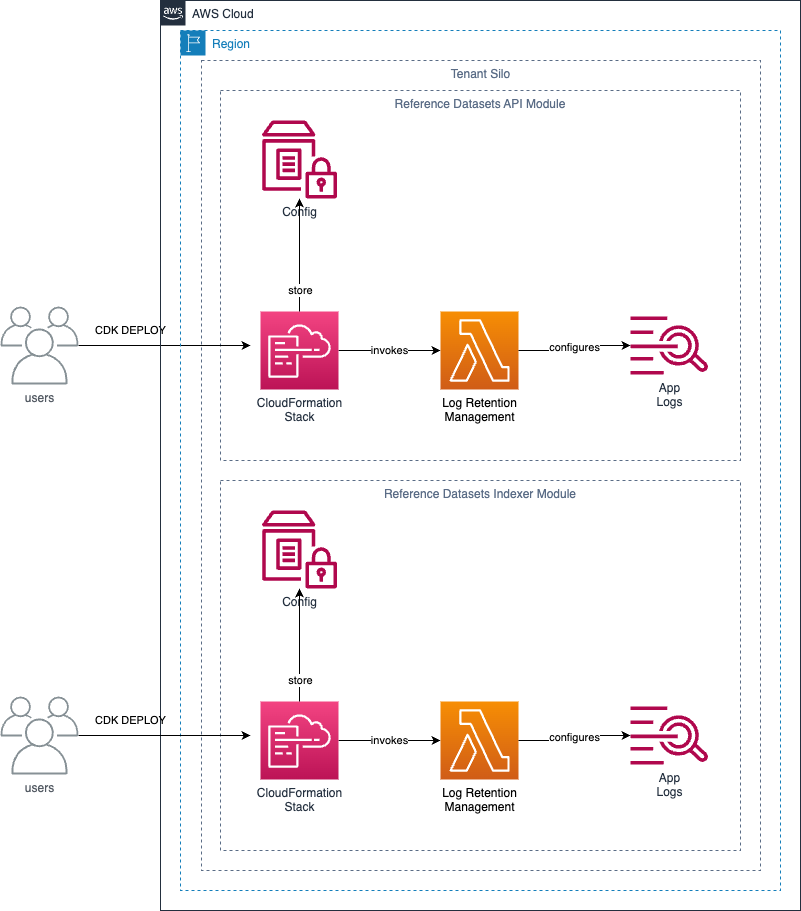 aws
AWS Cloud
Region
Tenant Silo
Reference Datasets API Module
Config
store
CDK DEPLOY
users
invokes
configures
CloudFormation
Stack
Log Retention
Management
App
Logs
Reference Datasets Indexer Module
Config
store
CDK DEPLOY
users
invokes
configures
CloudFormation
Stack
Log Retention
Management
App
Logs